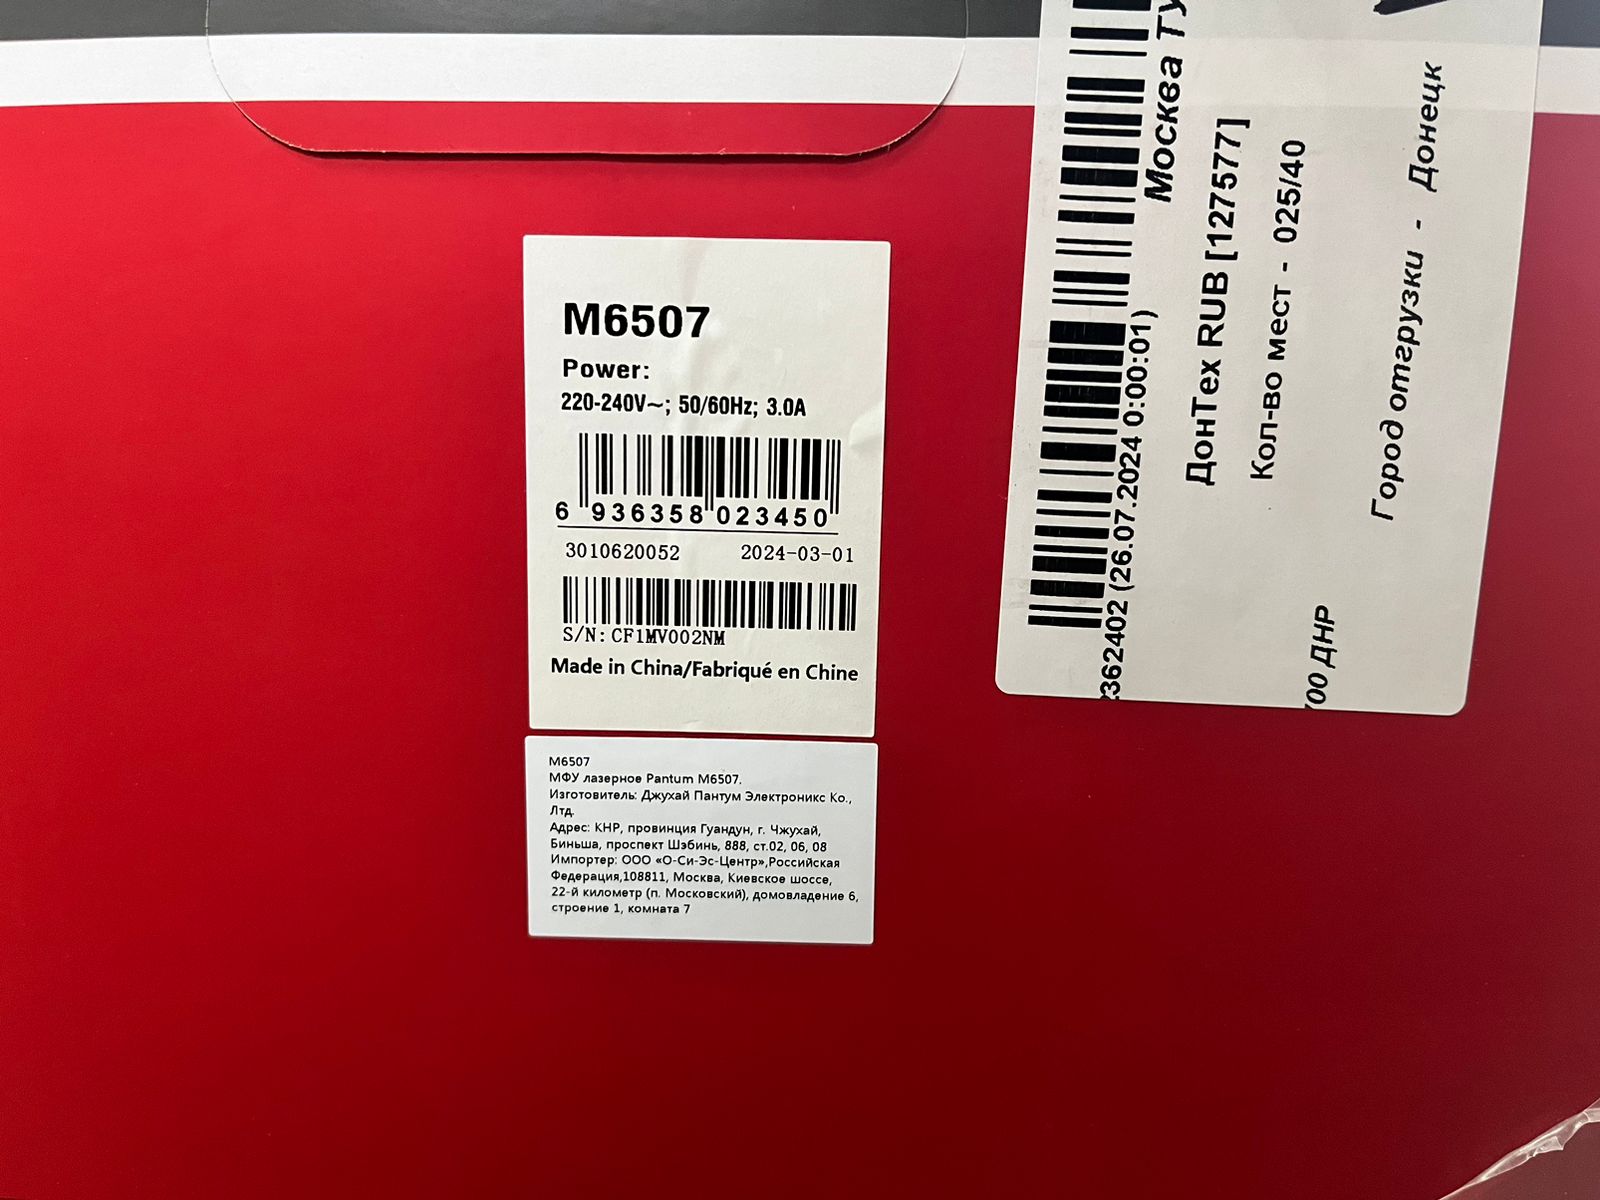 M6507
Power:
220-240V~; 50/60Hz; 3.0A
6 936358 023450
3010620052 2024-03-01
S/N: CF1MV002NM
Made in China/Fabriqué en Chine
M6507
МФУ лазерное Pantum M6507.
Изготовитель: Джухай Пантум Электроникс Ко.,
Лтд.
Адрес: КНР, провинция Гуандун, г. Чжухай,
Биньша, проспект Шэбинь, 888, ст.02, 06, 08
Импортер: ООО «О-Си-Эс-Центр»,Российская
Федерация,108811, Москва, Киевское шоссе,
22-й километр (п. Московский), домовладение 6,
строение 1, комната 7
362402 (26.07.2024 0:00:01)
Москва
ДонТех RUB [127577]
Кол-во мест - 025/40
00 ДНР
Город отгрузки - Донецк